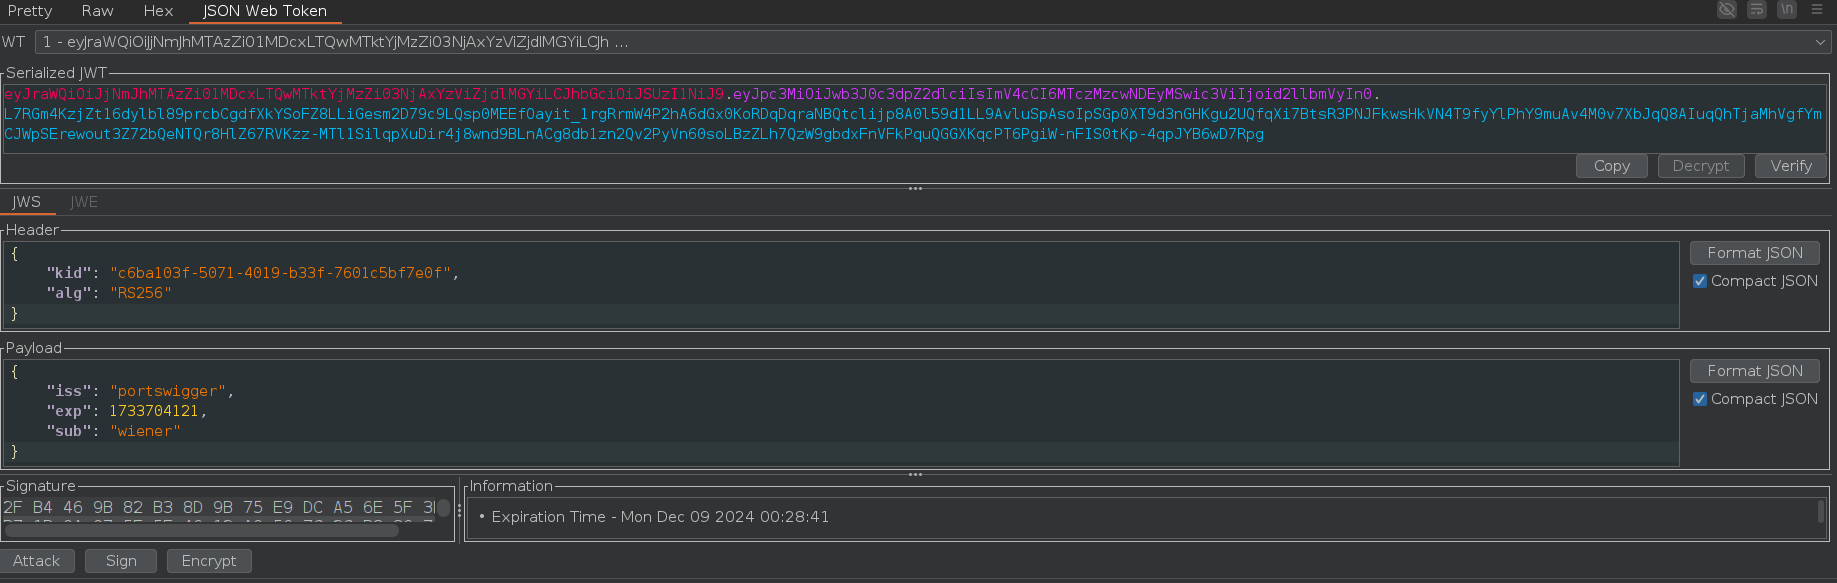 Pretty Raw Hex JSON Web Token \n
WT 1 - eyJraWQiOiJjNmJhMTAzZi01MDcxLTQwMTktYjMzZi03NjAxYzViZjdlMGYiLCJh ...
Serialized JWT
eyJraWQiOiJjNmJhMTAzZi01MDcxLTQwMTktYjMzZi03NjAxYzViZjdlMGYiLCJhbGciOiJSUzI1NiJ9.eyJpc3MiOiJwb3J0c3dpZ2dlciIsImV4cCI6MTczMzcwNDEyMSwic3ViIjoid2llbmVyIn0.
L7RGm4KzjZt16dylbl89prcbCgdfXkYSoFZ8LLiGesm2D79c9LQsp0MEEfOayit_1rgRrmW4P2hA6dGx0KoRDqDqraNBQtclijp8A0l59d1LL9AvluSpAsoIpSGp0XT9d3nGHKgu2UQfqXi7BtsR3PNJFkwsHkVN4T9fyYlPhY9muAv4M0v7XbJqQ8AIuqQhTjaMhVgfYm
CJWpSErewout3Z72bQeNTQr8HlZ67RVKzz-MTl1SilqpXuDir4j8wnd9BLnACg8db1zn2Qv2PyVn60soLBzZLh7QzW9gbdxFnVFkPquQGGXKqcPT6PgiW-nFIS0tKp-4qpJYB6wD7Rpg
Copy Decrypt Verify
JWS JWE
Header
{
"kid": "c6ba103f-5071-4019-b33f-7601c5bf7e0f",
"alg": "RS256"
}
Format JSON
Compact JSON
Payload
{
"iss": "portswigger",
"exp": 1733704121,
"sub": "wiener"
}
Format JSON
Compact JSON
Signature
2F B4 46 9B 82 B3 8D 9B 75 E9 DC A5 6E 5F 3
Information
• Expiration Time - Mon Dec 09 2024 00:28:41
Attack Sign Encrypt